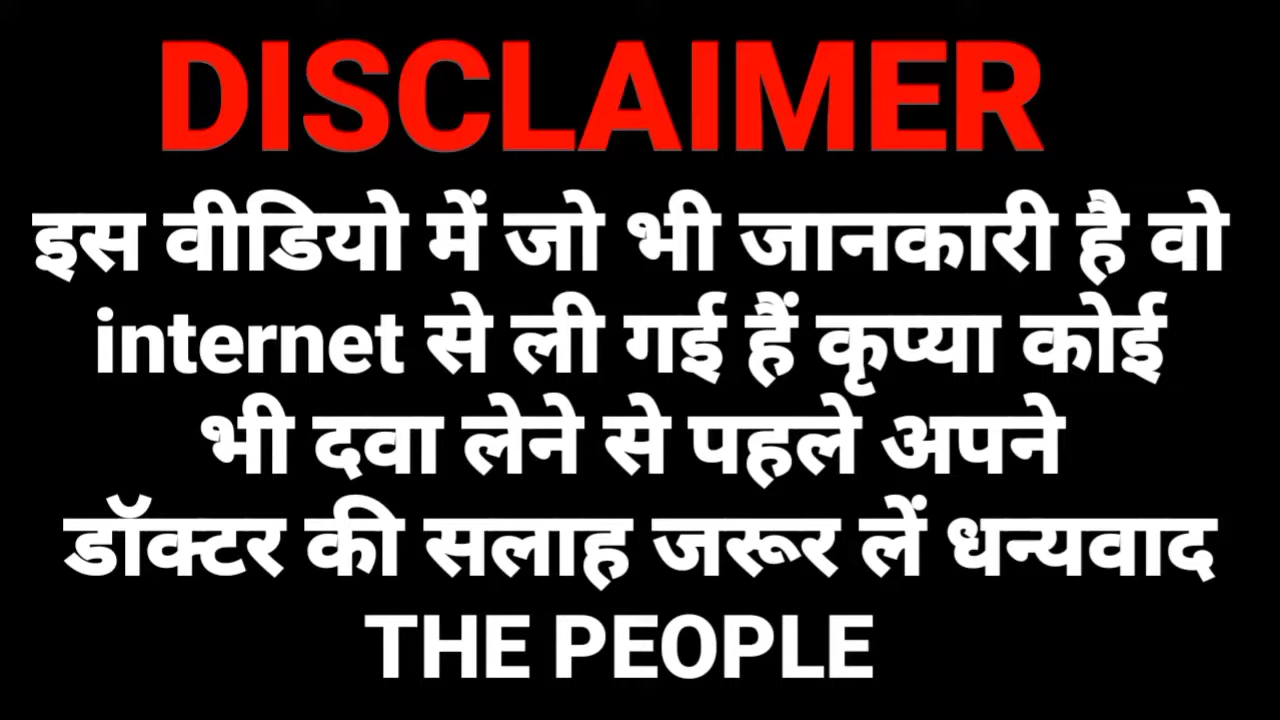 DISCLAIMER
इस वीडियो में जो भी जानकारी है वो
internet से ली गई हैं कृप्या कोई
भी दवा लेने से पहले अपने
डॉक्टर की सलाह जरूर लें धन्यवाद
THE PEOPLE